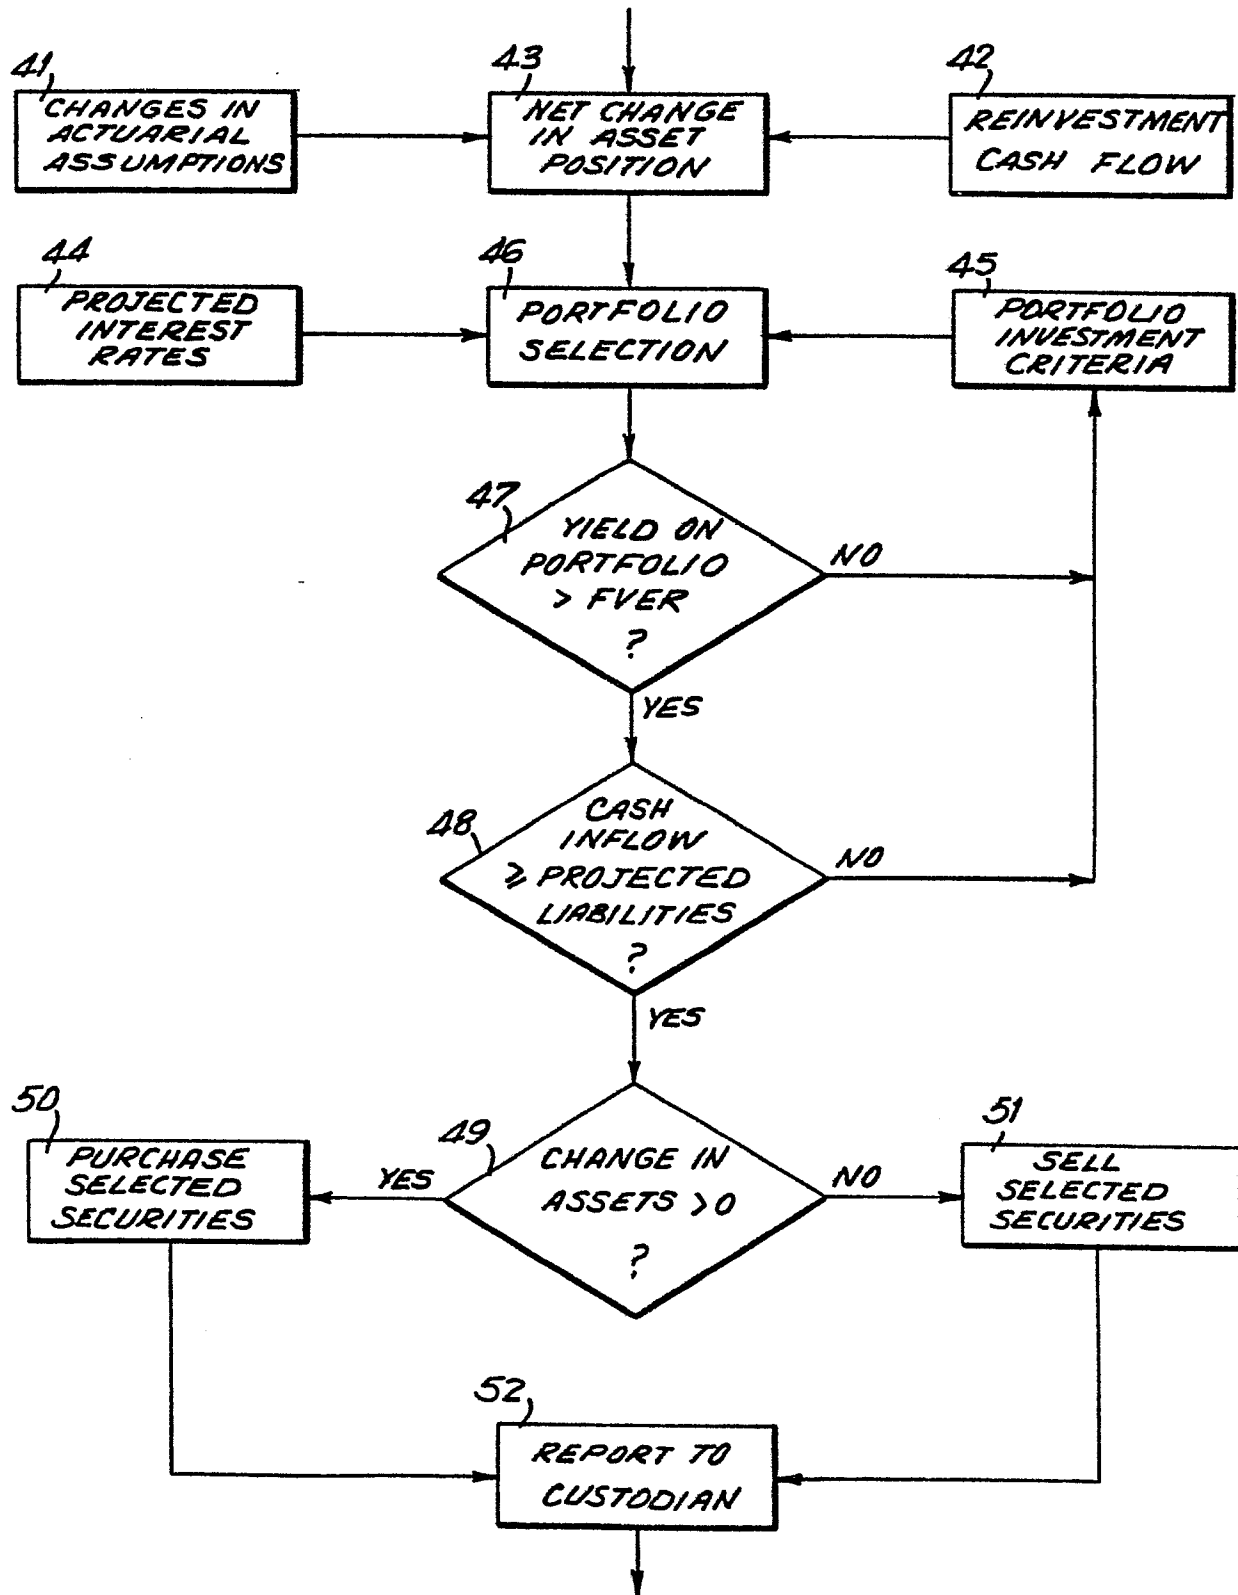 41
CHANGES IN
ACTUARIAL
ASSUMPTIONS
43
NET CHANGE
IN ASSET
POSITION
42
REINVESTMENT
CASH FLOW
44
PROJECTED
INTEREST
RATES
46
PORTFOLIO
SELECTION
45
PORTFOLIO
INVESTMENT
CRITERIA
47
YIELD ON
PORTFOLIO
> FVER
?
NO
YES
48
CASH
INFLOW
≥ PROJECTED
LIABILITIES
?
NO
YES
50
PURCHASE
SELECTED
SECURITIES
YES
49
CHANGE IN
ASSETS >0
?
NO
51
SELL
SELECTED
SECURITIES
52
REPORT TO
CUSTODIAN